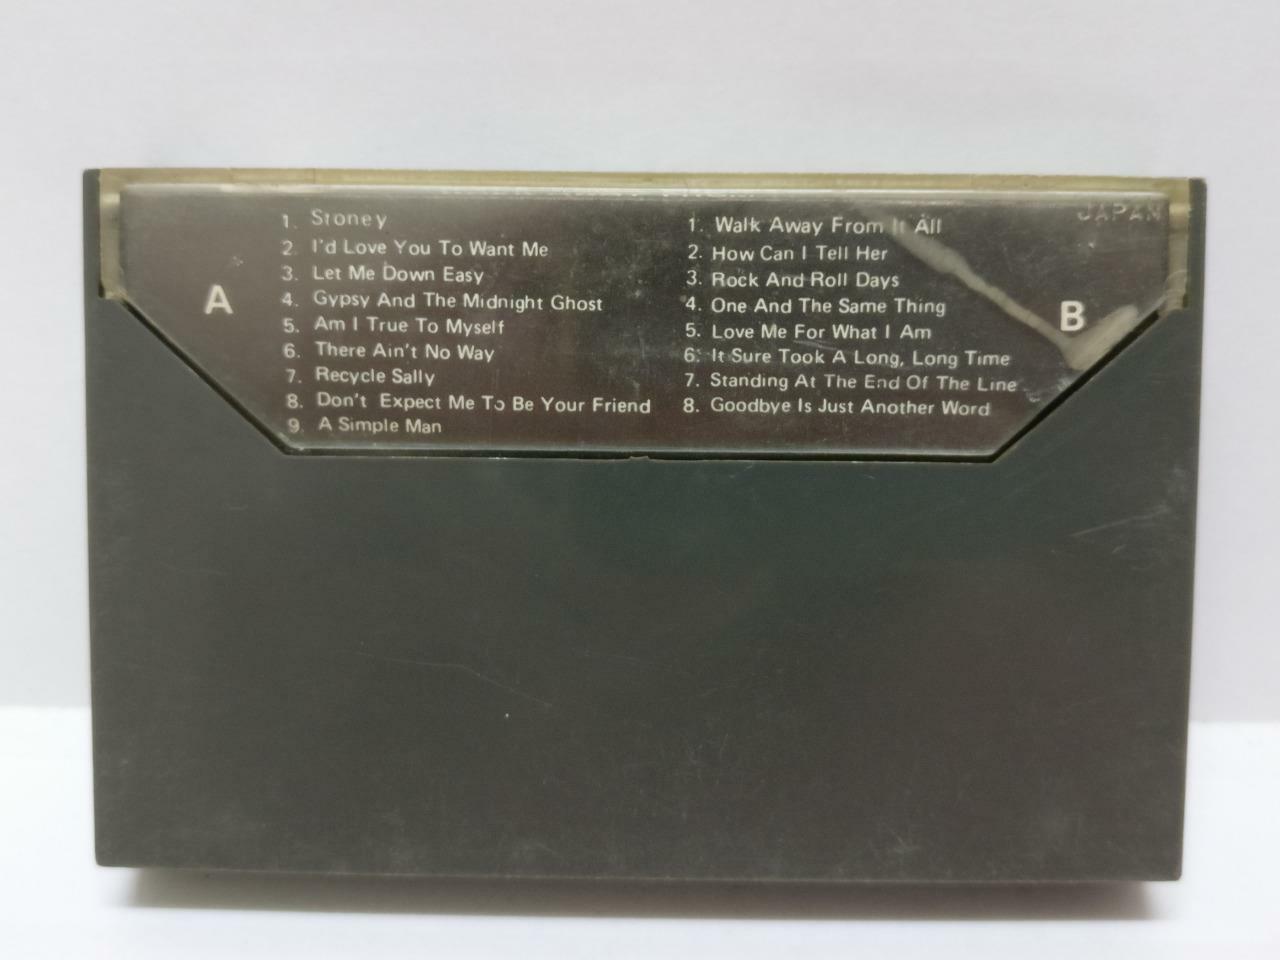 A
1. Stoney
2. I'd Love You To Want Me
3. Let Me Down Easy
4. Gypsy And The Midnight Ghost
5. Am I True To Myself
6. There Ain't No Way
7. Recycle Sally
8. Don't Expect Me To Be Your Friend
9. A Simple Man
JAPAN
B
1. Walk Away From It All
2. How Can I Tell Her
3. Rock And Roll Days
4. One And The Same Thing
5. Love Me For What I Am
6. It Sure Took A Long, Long Time
7. Standing At The End Of The Line
8. Goodbye Is Just Another Word